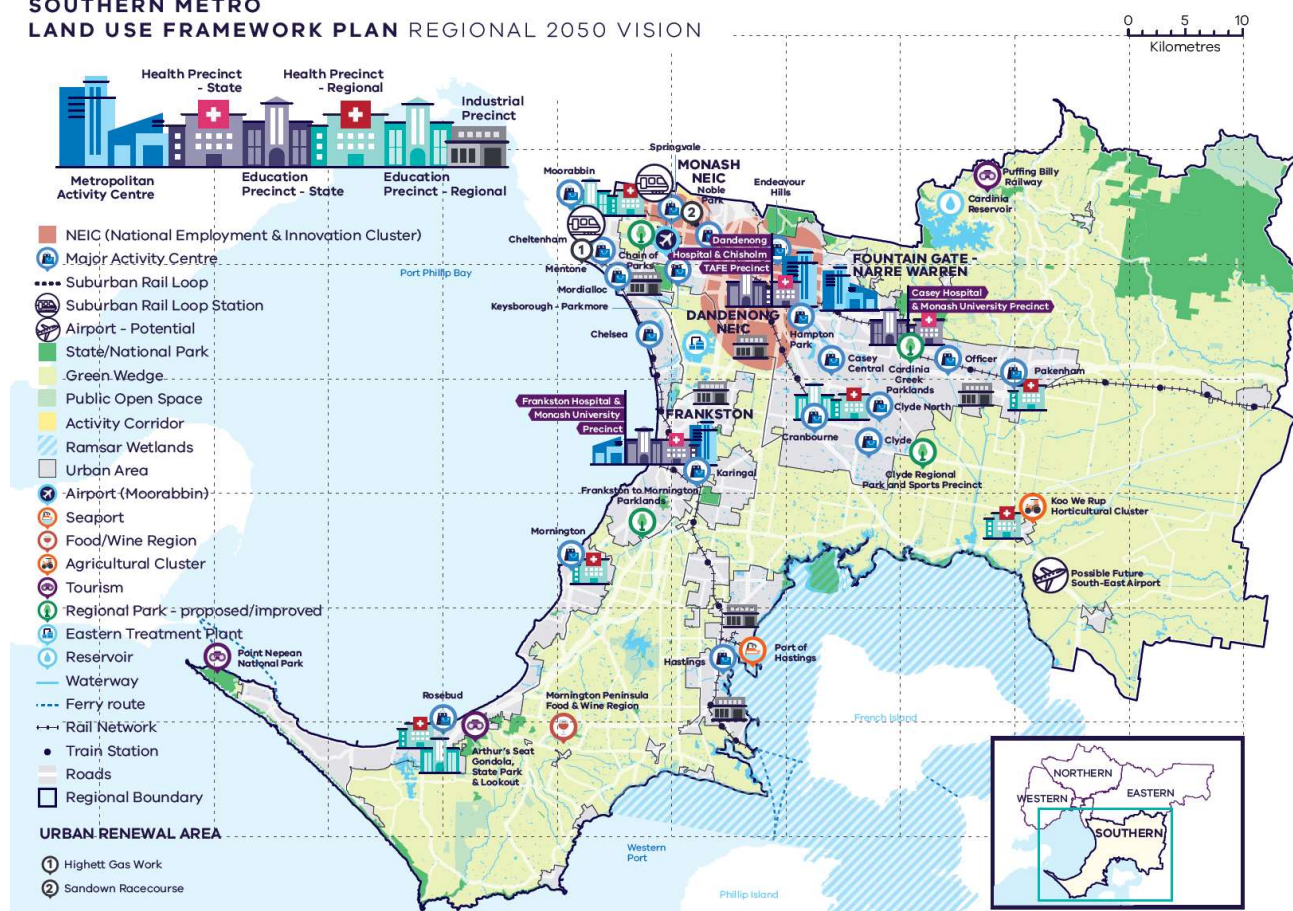 SOUTHERN METRO
LAND USE FRAMEWORK PLAN REGIONAL 2050 VISION
0 5 10
Kilometres
Health Precinct
- State
Health Precinct
- Regional
Industrial
Precinct
Metropolitan
Activity Centre
Education
Precinct - State
Education
Precinct - Regional
NEIC (National Employment & Innovation Cluster)
Major Activity Centre
Suburban Rail Loop
Suburban Rail Loop Station
Airport - Potential
State/National Park
Green Wedge
Public Open Space
Activity Corridor
Ramsar Wetlands
Urban Area
Airport (Moorabbin)
Seaport
Food/Wine Region
Agricultural Cluster
Tourism
Regional Park - proposed/improved
Eastern Treatment Plant
Reservoir
Waterway
Ferry route
Rail Network
Train Station
Roads
Regional Boundary
URBAN RENEWAL AREA
1 Highett Gas Work
2 Sandown Racecourse
Springvale
MONASH
NEIC
Moorabbin
Noble
Park
2
Endeavour
Hills
Puffing Billy
Railway
Cardinia
Reservoir
Cheltenham
1
Mentone
Chain of
Parks
Dandenong
Hospital & Chisholm
TAFE Precinct
FOUNTAIN GATE -
NARRE WARREN
Port Phillip Bay
Mordialloc
Keysborough - Parkmore
Casey Hospital
& Monash University Precinct
DANDENONG
NEIC
Chelsea
Hampton
Park
Casey
Central
Cardinia
Creek
Parklands
Officer
Pakenham
Frankston Hospital &
Monash University
Precinct
FRANKSTON
Clyde North
Cranbourne
Clyde
Karingal
Clyde Regional
Park and Sports Precinct
Frankston to Mornington
Parklands
Koo We Rup
Horticultural Cluster
Mornington
Possible Future
South-East Airport
Point Nepean
National Park
Hastings
Port of
Hastings
Rosebud
Mornington Peninsula
Food & Wine Region
French Island
Arthur's Seat
Gondola,
State Park
& Lookout
Western
Port
Phillip Island
NORTHERN
WESTERN
EASTERN
SOUTHERN